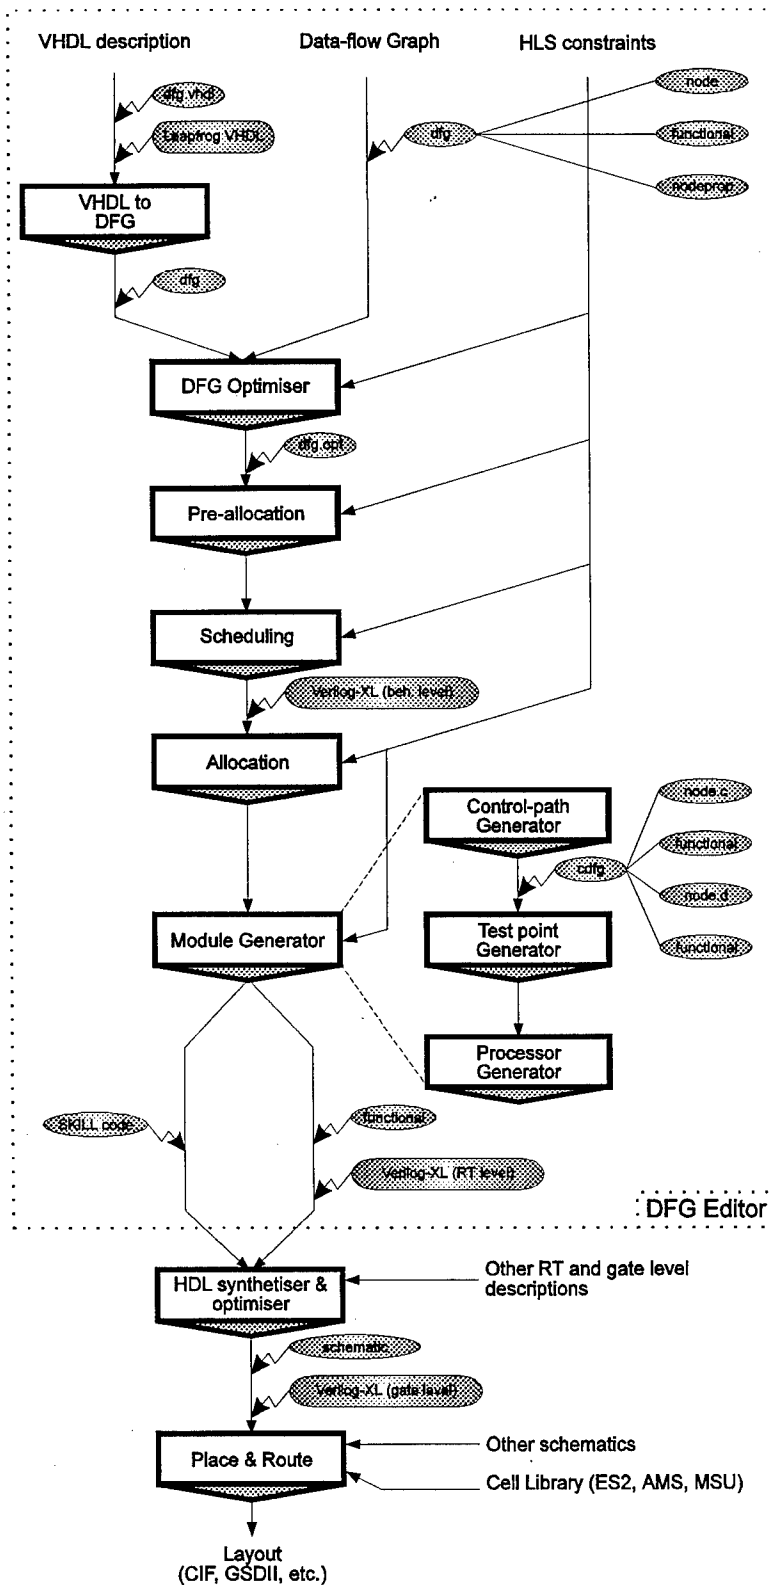 VHDL description
Data-flow Graph
HLS constraints
dfg.vhdl
node
Leapfrog VHDL
dfg
functional
nodeprop
VHDL to
DFG
dfg
DFG Optimiser
dfg.opt
Pre-allocation
Scheduling
Verilog-XL (beh. level)
Allocation
Control-path
Generator
node.c
functional
cdfg
node.d
functional
Module Generator
Test point
Generator
Processor
Generator
SKILL code
functional
Verilog-XL (RT level)
DFG Editor
HDL synthetiser &
optimiser
Other RT and gate level
descriptions
schematic
Verilog-XL (gate level)
Place & Route
Other schematics
Cell Library (ES2, AMS, MSU)
Layout
(CIF, GSDII, etc.)